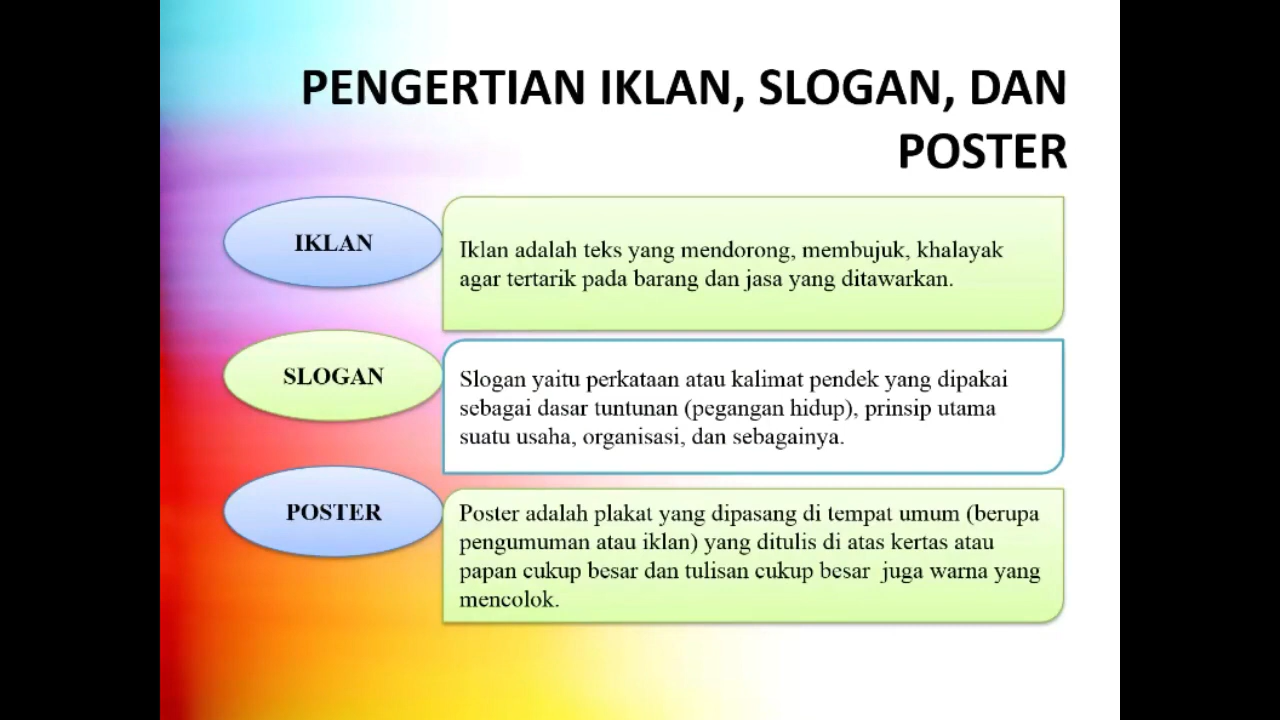 PENGERTIAN IKLAN, SLOGAN, DAN
POSTER
IKLAN
Iklan adalah teks yang mendorong, membujuk, khalayak
agar tertarik pada barang dan jasa yang ditawarkan.
SLOGAN
Slogan yaitu perkataan atau kalimat pendek yang dipakai
sebagai dasar tuntunan (pegangan hidup), prinsip utama
suatu usaha, organisasi, dan sebagainya.
POSTER
Poster adalah plakat yang dipasang di tempat umum (berupa
pengumuman atau iklan) yang ditulis di atas kertas atau
papan cukup besar dan tulisan cukup besar  juga warna yang
mencolok.